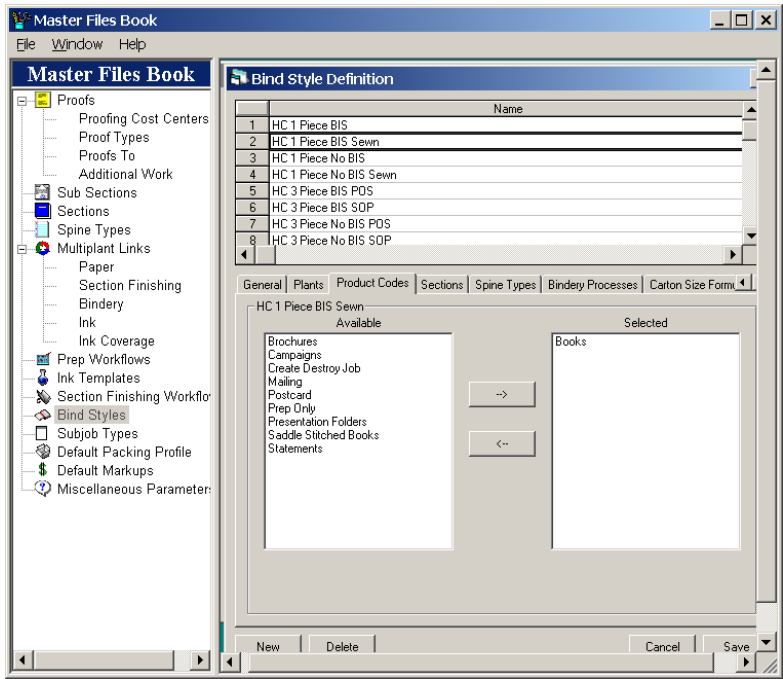 Master Files Book
File Window Help
Master Files Book
Proofs
Proofing Cost Centers
Proof Types
Proofs To
Additional Work
Sub Sections
Sections
Spine Types
Multiplant Links
Paper
Section Finishing
Bindery
Ink
Ink Coverage
Prep Workflows
Ink Templates
Section Finishing Workflo
Bind Styles
Subjob Types
Default Packing Profile
Default Markups
Miscellaneous Parameter
Bind Style Definition
Name
1 HC 1 Piece BIS
2 HC 1 Piece BIS Sewn
3 HC 1 Piece No BIS
4 HC 1 Piece No BIS Sewn
5 HC 3 Piece BIS POS
6 HC 3 Piece BIS SOP
7 HC 3 Piece No BIS POS
8 HC 3 Piece No BIS SOP
General Plants Product Codes Sections Spine Types Bindery Processes Carton Size Formu
HC 1 Piece BIS Sewn
Available Selected
Brochures
Campaigns
Create Destroy Job
Mailing
Postcard
Prep Only
Presentation Folders
Saddle Stitched Books
Statements
-->
<--
Books
New Delete Cancel Save